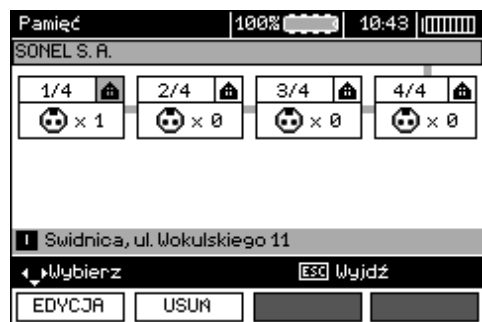 Pamięć 100% 10:43
SONEL S. A.
1/4 2/4 3/4 4/4
× 1 × 0 × 0 × 0
I Swidnica, ul. Wokulskiego 11
Wybierz ESC Wyjdź
EDYCJA USUŃ